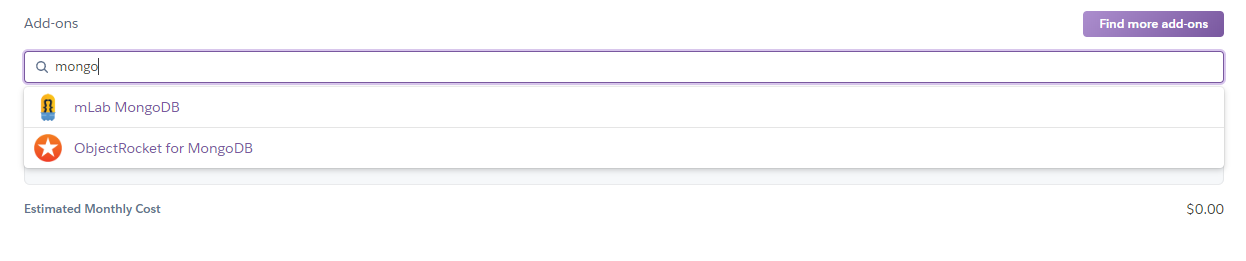 Add-ons
Find more add-ons
mongo
mLab MongoDB
ObjectRocket for MongoDB
Estimated Monthly Cost
$0.00